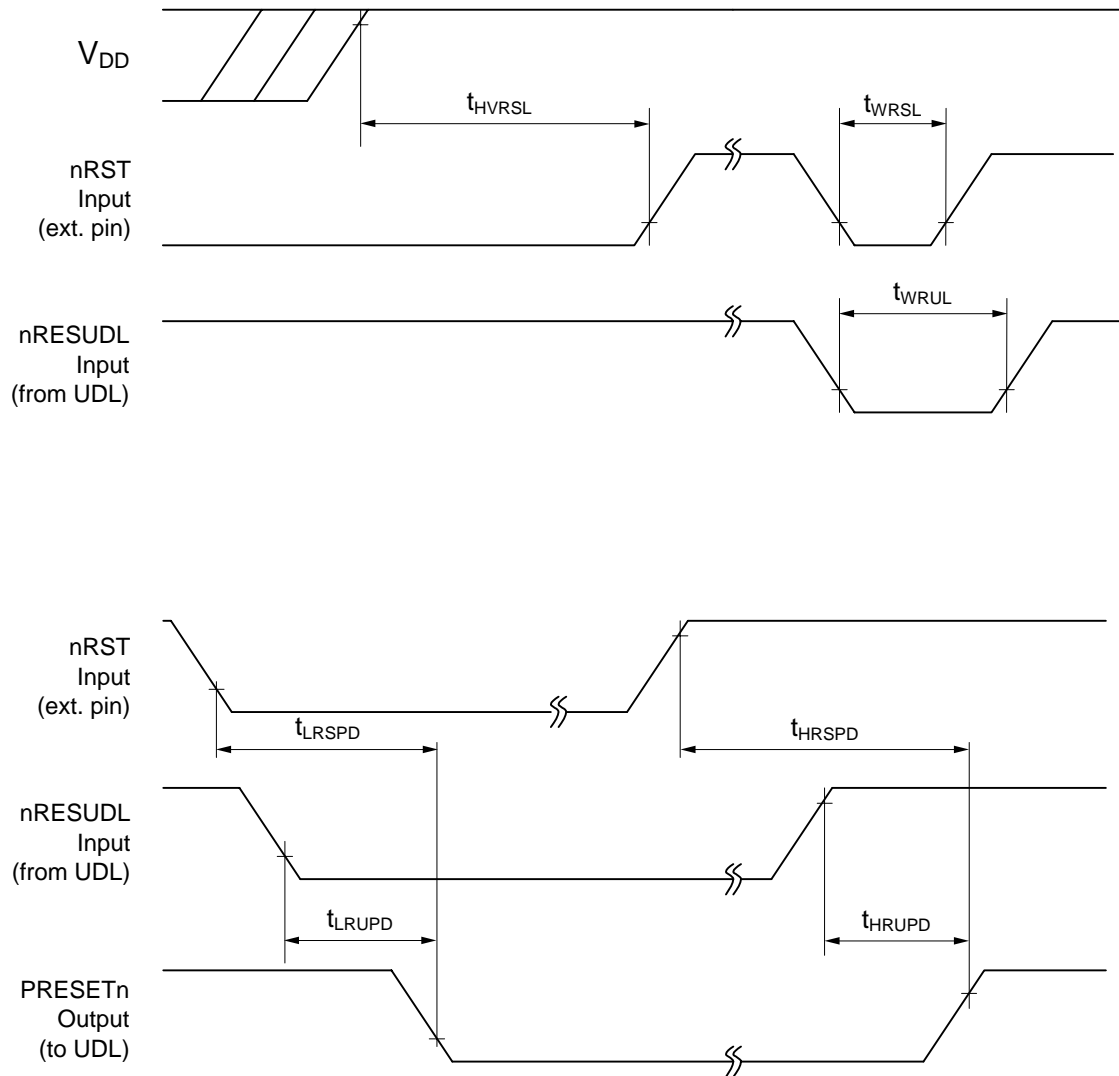 VDD
tHVRSL
tWRSL
nRST
Input
(ext. pin)
tWRUL
nRESUDL
Input
(from UDL)
nRST
Input
(ext. pin)
tLRSPD
tHRSPD
nRESUDL
Input
(from UDL)
tLRUPD
tHRUPD
PRESETn
Output
(to UDL)